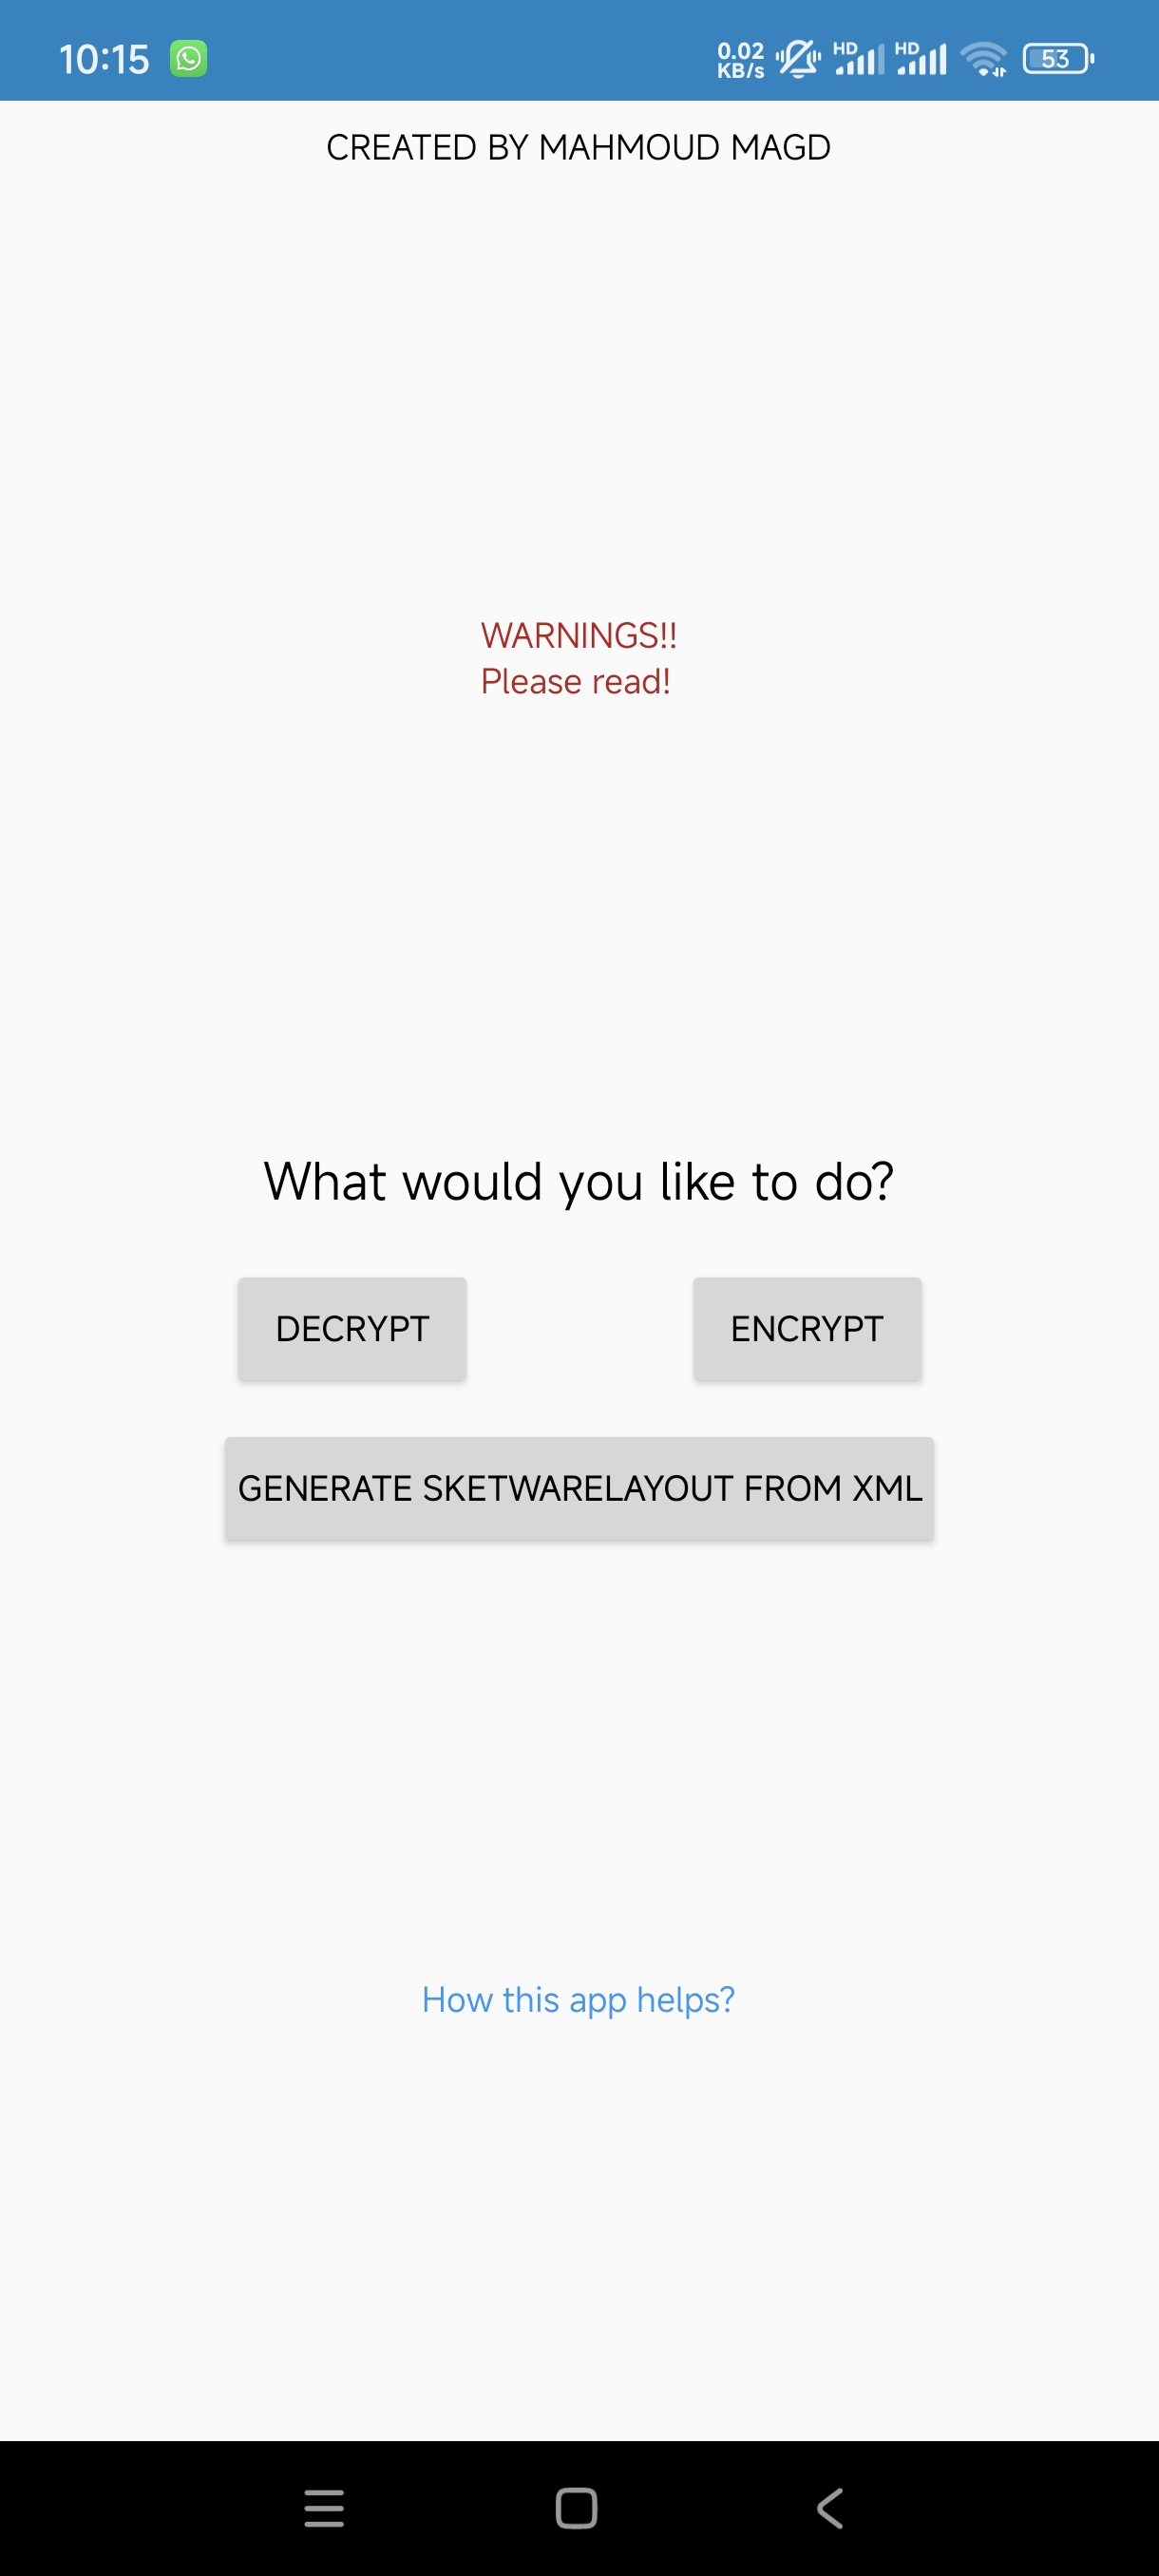 10:15
0.02
KB/s
HD
HD
53
CREATED BY MAHMOUD MAGD
WARNINGS!!
Please read!
What would you like to do?
DECRYPT
ENCRYPT
GENERATE SKETWARELAYOUT FROM XML
How this app helps?